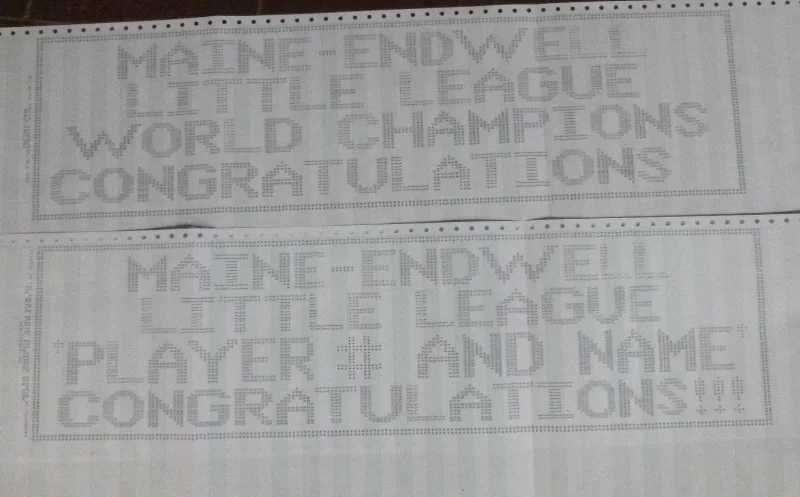 MAINE-ENDWELL
LITTLE LEAGUE
WORLD CHAMPIONS
CONGRATULATIONS
MAINE-ENDWELL
LITTLE LEAGUE
'PLAYER # AND NAME'
CONGRATULATIONS!!!